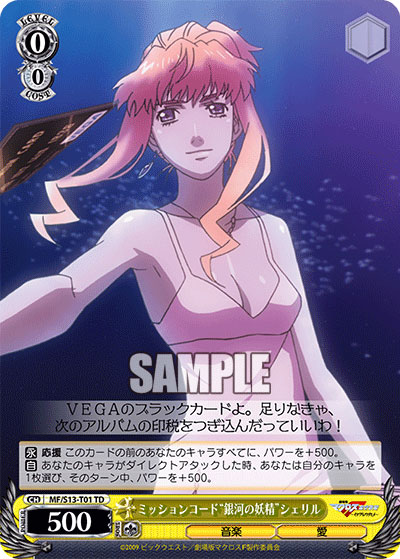 LEVEL
0
0
COST
SAMPLE
VEGAのブラックカードよ。足りなきゃ、
次のアルバムの印税をつぎ込んだっていいわ!
永 応援 このカードの前のあなたのキャラすべてに、パワーを+500。
自 あなたのキャラがダイレクトアタックした時、あなたは自分のキャラを
1枚選び、そのターン中、パワーを+500。
CH MF/S13-T01 TD
ミッションコード“銀河の妖精”シェリル
POWER
500
音楽
愛
©2009 ビックウエスト/劇場版マクロスF製作委員会